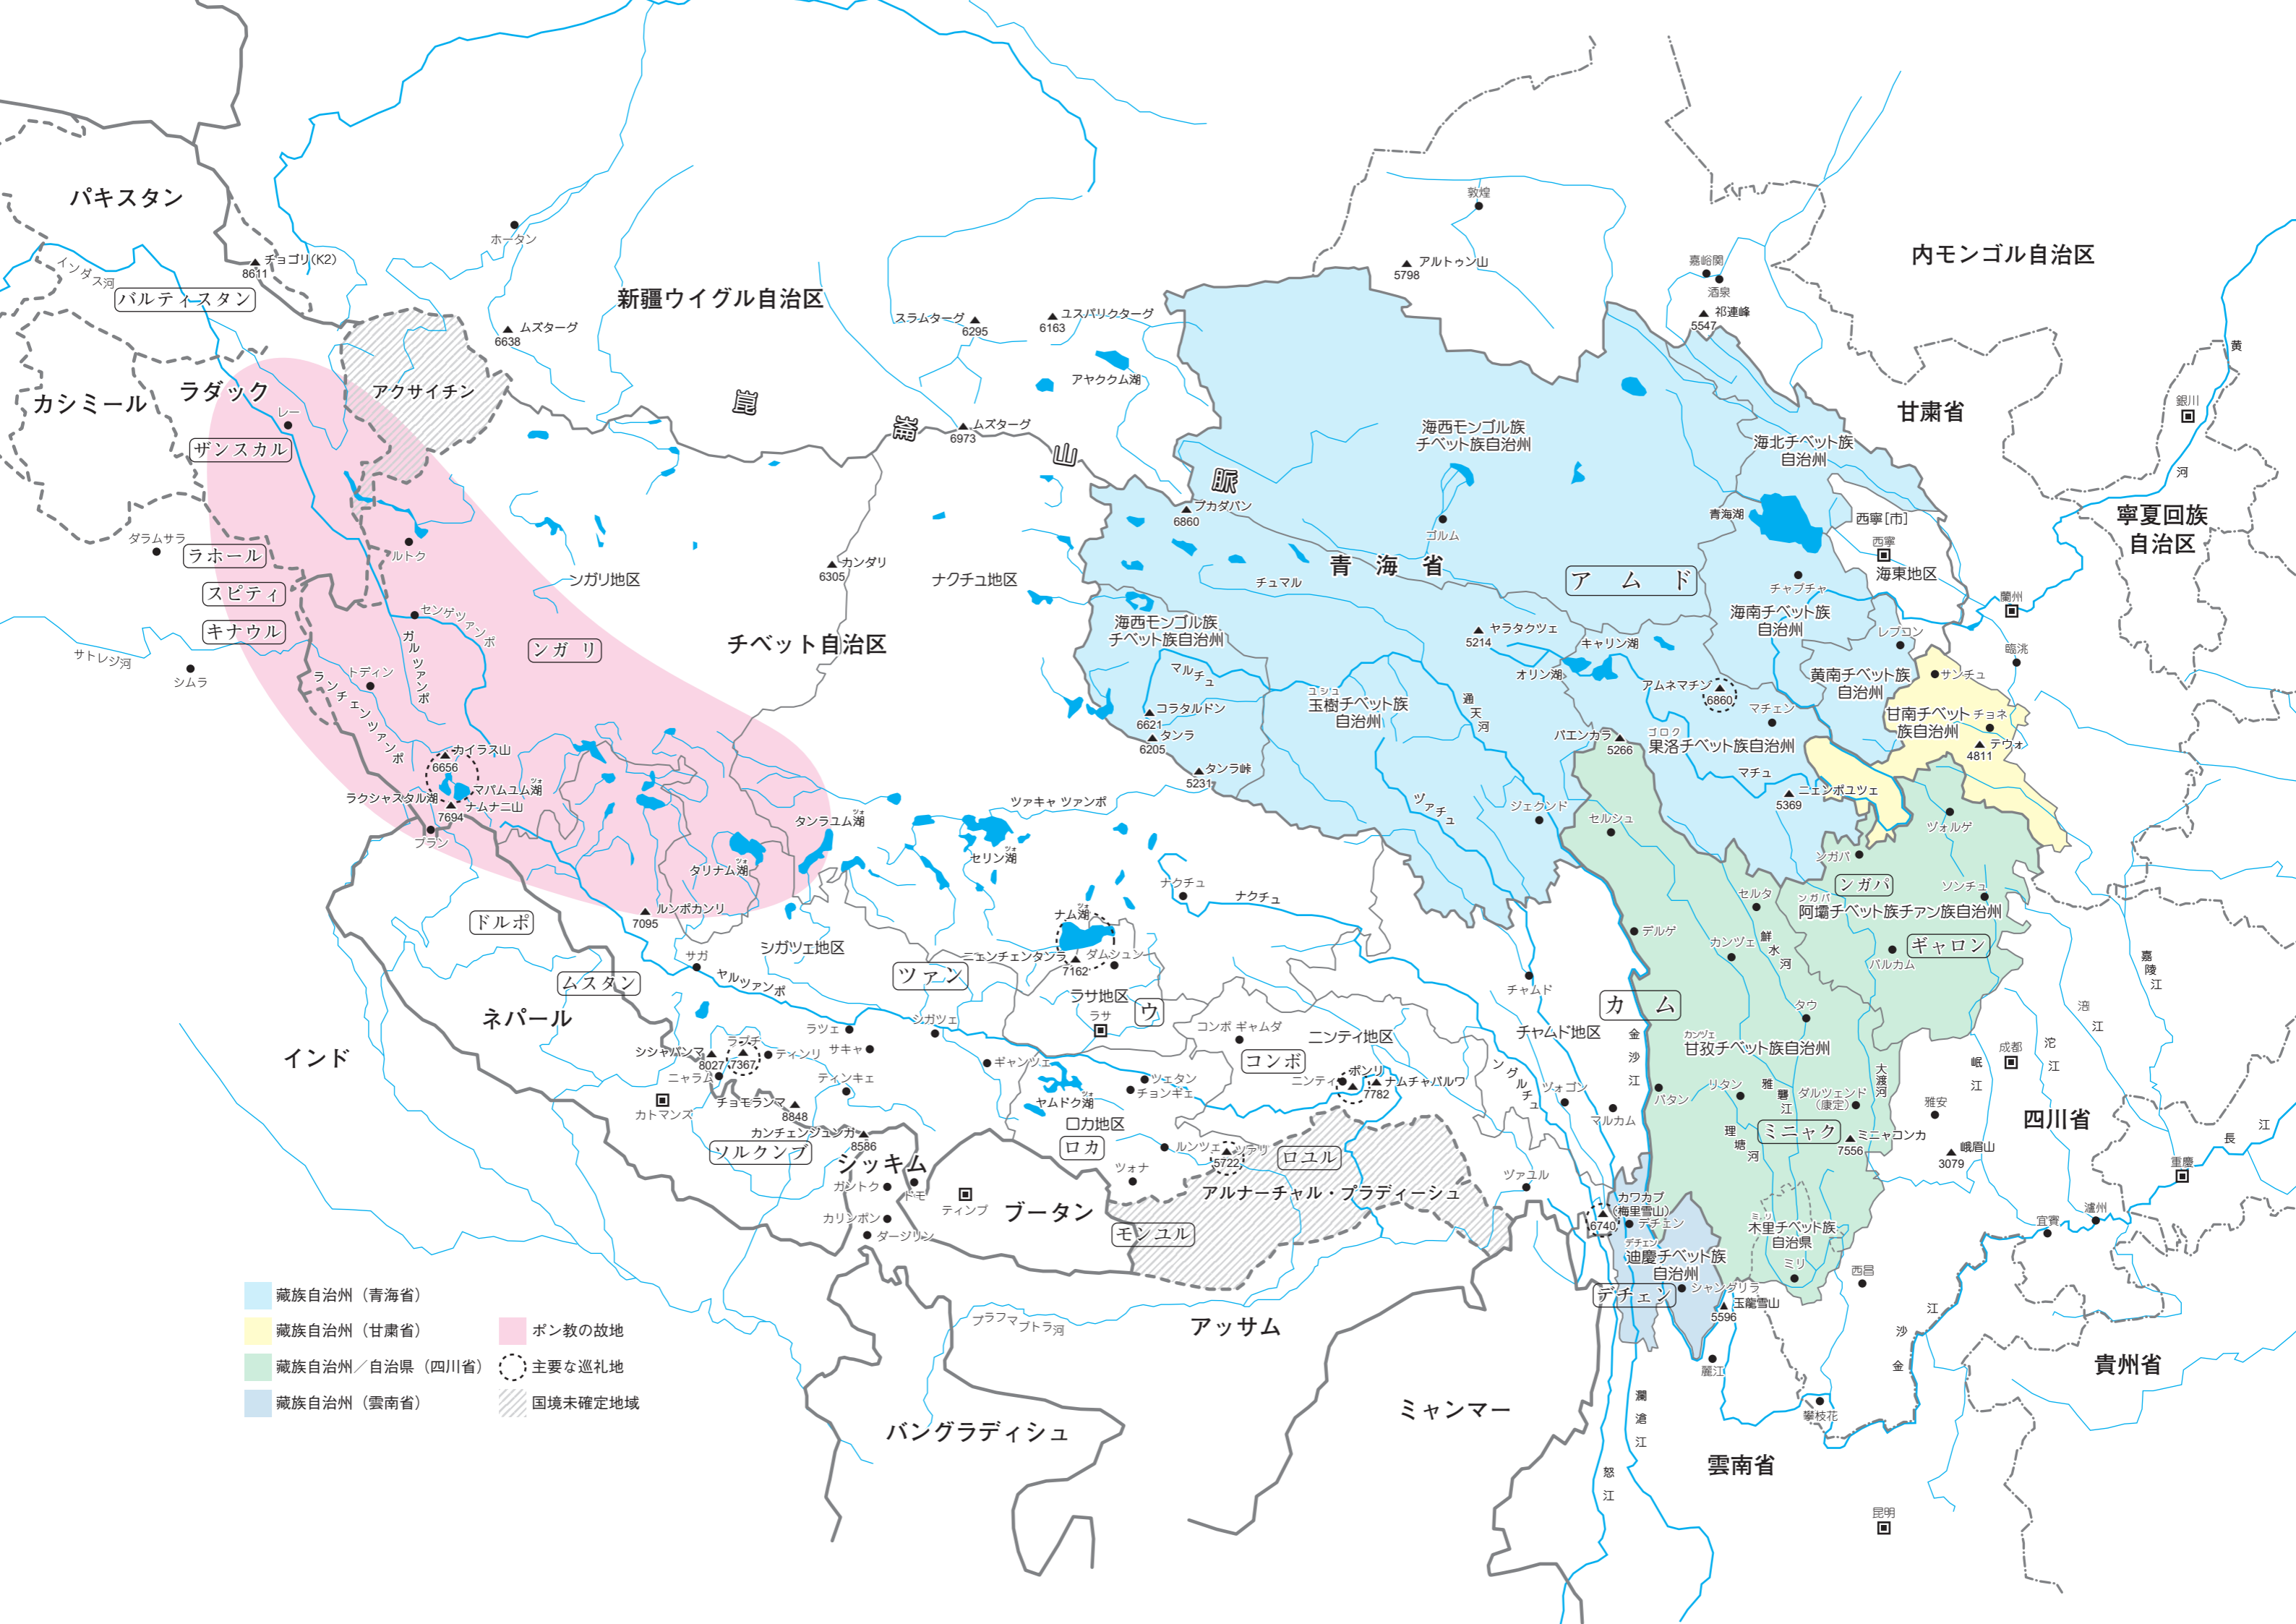 パキスタン
インダス河
チョゴリ(K2)
8611
バルティスタン
ホータン
ムズターグ
6638
新疆ウイグル自治区
スラムターグ
6295
ユスパリクターグ
6163
アヤククム湖
敦煌
アルトゥン山
5798
嘉峪関
酒泉
祁連峰
5547
内モンゴル自治区
甘粛省
黄
河
銀川
寧夏回族
自治区
カシミール
ラダック
レー
ザンスカル
アクサイチン
崑
崙
山
脈
ムズターグ
6973
ブカダバン
6860
海西モンゴル族
チベット族自治州
ゴルム
海北チベット族
自治州
青海湖
西寧[市]
西寧
海東地区
蘭州
臨洮
ダラムサラ
ラホール
スピティ
キナウル
サトレジ河
シムラ
ルトク
センゲツァンポ
ガルツァンポ
ンガリ地区
ンガリ
カンダリ
6305
ナクチュ地区
チベット自治区
トディン
ランチェンツァンポ
カイラス山
6656
マパムユム湖
ツォ
ラクシャスタル湖
ナムナニ山
7694
プラン
チュマル
青海省
アムド
チャプチャ
海南チベット族
自治州
レブコン
海西モンゴル族
チベット族自治州
マルチュ
コラタルドン
6621
タンラ
6205
タンラ峠
5231
ヤラタクツェ
5214
キャリン湖
オリン湖
ユシュ
玉樹チベット族
自治州
通
天
河
アムネマチン
6860
マチェン
黄南チベット族
自治州
サンチュ
甘南チベット
族自治州
チョネ
テウォ
4811
バエンカラ
5266
ゴロク
果洛チベット族自治州
マチュ
ニェンポユツェ
5369
ジェクンド
ヅァチュ
セルシュ
ヅォルゲ
ンガバ
ンガパ
ソンチュ
ンガバ
阿壩チベット族チァン族自治州
ギャロン
バルカム
セルタ
鮮
水
河
カンヅェ
デルゲ
タウ
カム
金
沙
江
カンヅェ
甘孜チベット族自治州
ツァキャ ツァンポ
タンラユム湖
ツォ
タリナム湖
ツォ
セリン湖
ツォ
ナクチュ
ナクチュ
ナム湖
ツォ
ダムシュン
ニェンチェンタンラ
7162
ルンポカンリ
7095
ドルポ
ムスタン
サガ
シガツェ地区
ヤルツァンポ
ツァン
ラサ地区
ラサ
ウ
コンポ ギャムダ
ニンティ地区
コンポ
チャムド
チャムド地区
ンゴルチュ
ヅォゴン
マルカム
ニンティ
ボンリ
ナムチャバルワ
7782
ラツェ
シガツェ
サキャ
ギャンツェ
ツェタン
チョンギェ
ヤムドク湖
ツォ
ロカ地区
ロカ
ルンツェ
ツァリ
5722
ツォナ
ロユル
アルナーチャル・プラディーシュ
モンユル
ヅァユル
ネパール
インド
シシャパンマ
8027
ラプチ
7367
ティンリ
ニャラム
ティンキェ
カトマンズ
チョモランマ
8848
カンチェンジュンガ
8586
ソルクンブ
シッキム
ガントク
ドモ
カリンポン
ダージリン
ティンプ
ブータン
アッサム
ブラフマプトラ河
バングラディシュ
ミャンマー
バタン
リタン
雅
礱
江
理
塘
河
ダルツェンド
(康定)
ミニャク
ミニャコンカ
7556
大
渡
河
岷
江
成都
沱
江
涪
江
嘉
陵
江
雅安
峨眉山
3079
四川省
長
江
重慶
瀘州
宜賓
カワカブ
(梅里雪山)
6740
デチェン
デチェン
迪慶チベット族
自治州
デチェン
シャングリラ
玉龍雪山
5596
麗江
ミリ
木里チベット族
自治県
ミリ
西昌
攀枝花
江
沙
金
瀾
滄
江
怒
江
雲南省
昆明
貴州省
藏族自治州（青海省）
藏族自治州（甘粛省）
藏族自治州／自治県（四川省）
藏族自治州（雲南省）
ボン教の故地
主要な巡礼地
国境未確定地域